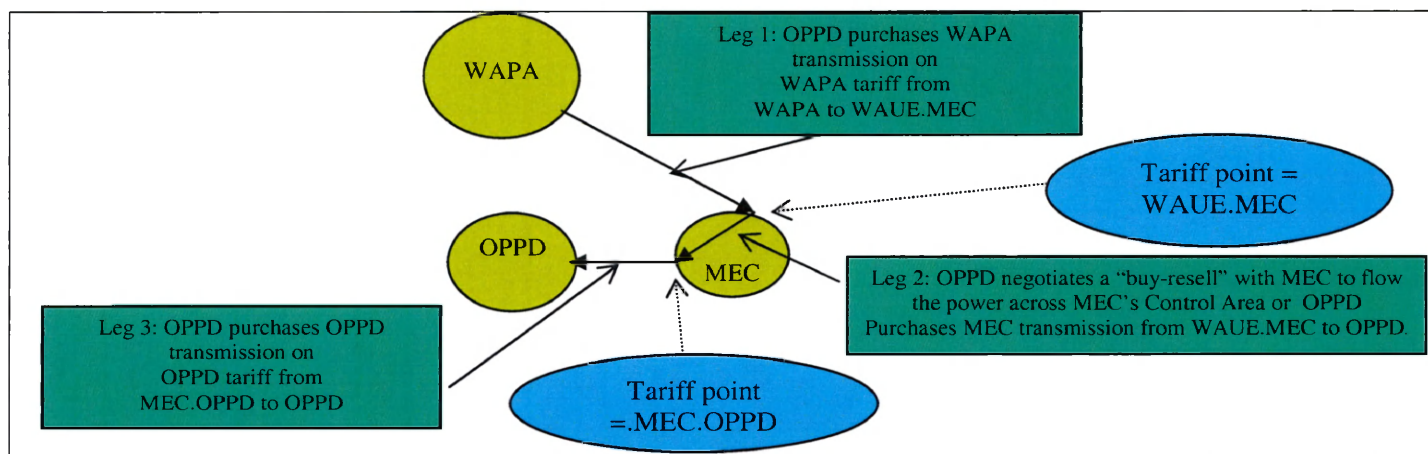 WAPA
Leg 1: OPPD purchases WAPA
transmission on
WAPA tariff from
WAPA to WAUE.MEC
Tariff point =
WAUE.MEC
OPPD
MEC
Leg 2: OPPD negotiates a “buy-resell” with MEC to flow
the power across MEC’s Control Area or OPPD
Purchases MEC transmission from WAUE.MEC to OPPD.
Leg 3: OPPD purchases OPPD
transmission on
OPPD tariff from
MEC.OPPD to OPPD
Tariff point
=.MEC.OPPD